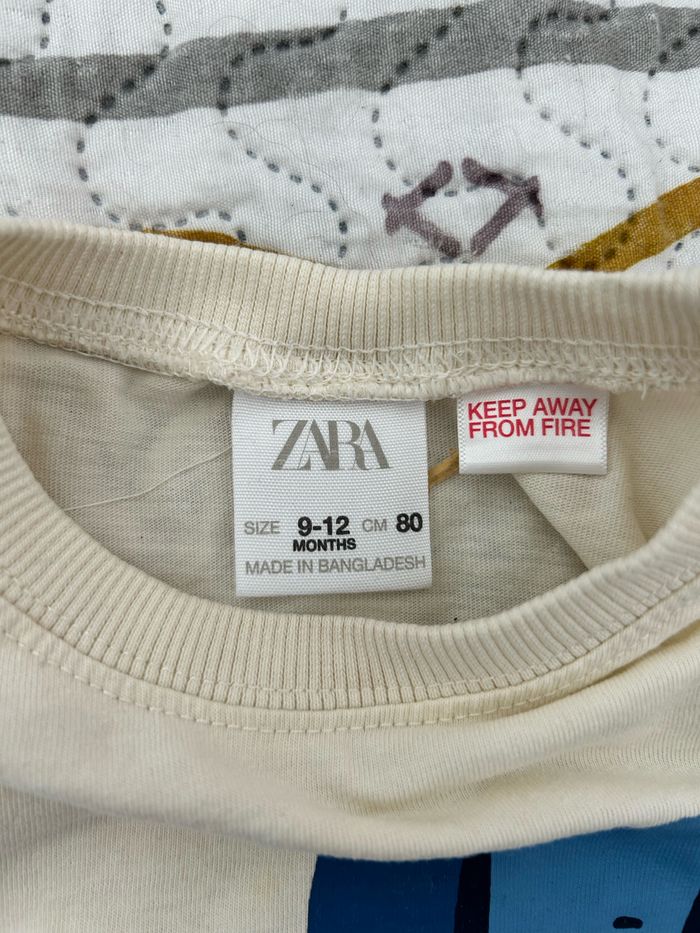 ZARA
SIZE 9-12 CM 80
MONTHS
MADE IN BANGLADESH
KEEP AWAY
FROM FIRE